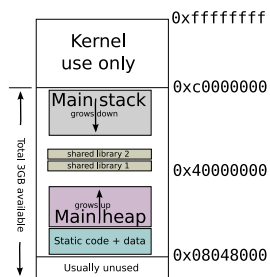 0xffffffff
Kernel
use only
0xc0000000
Main stack
grows down
shared library 2
shared library 1
0x40000000
grows up
Main heap
Static code + data
0x08048000
Usually unused
Total 3GB available